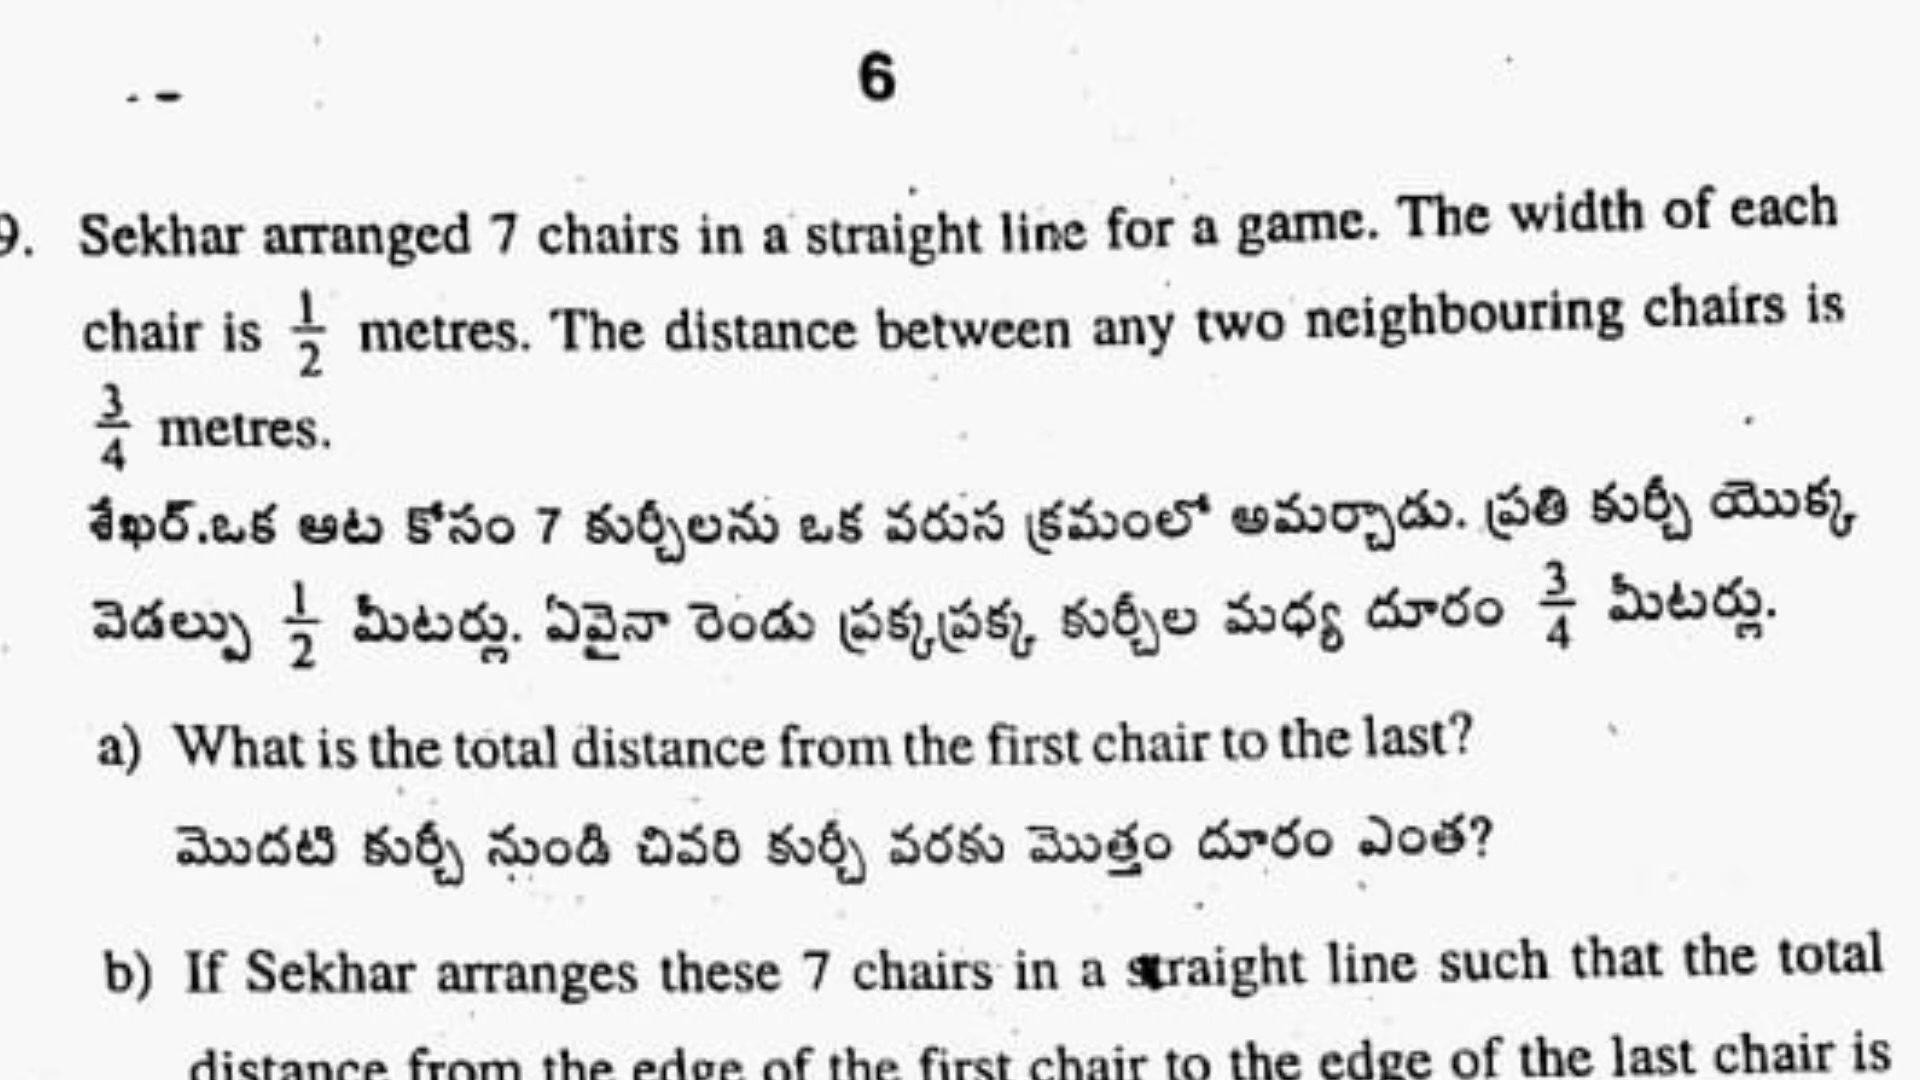 6
9. Sekhar arranged 7 chairs in a straight line for a game. The width of each
chair is 1/2 metres. The distance between any two neighbouring chairs is
3/4 metres.
శేఖర్.ఒక ఆట కోసం 7 కుర్చీలను ఒక వరుస క్రమంలో అమర్చాడు. ప్రతి కుర్చీ యొక్క
వెడల్పు 1/2 మీటర్లు. ఏవైనా రెండు ప్రక్కప్రక్క కుర్చీల మధ్య దూరం 3/4 మీటర్లు.
a) What is the total distance from the first chair to the last?
మొదటి కుర్చీ నుండి చివరి కుర్చీ వరకు మొత్తం దూరం ఎంత?
b) If Sekhar arranges these 7 chairs in a straight line such that the total
distance from the edge of the first chair to the edge of the last chair is